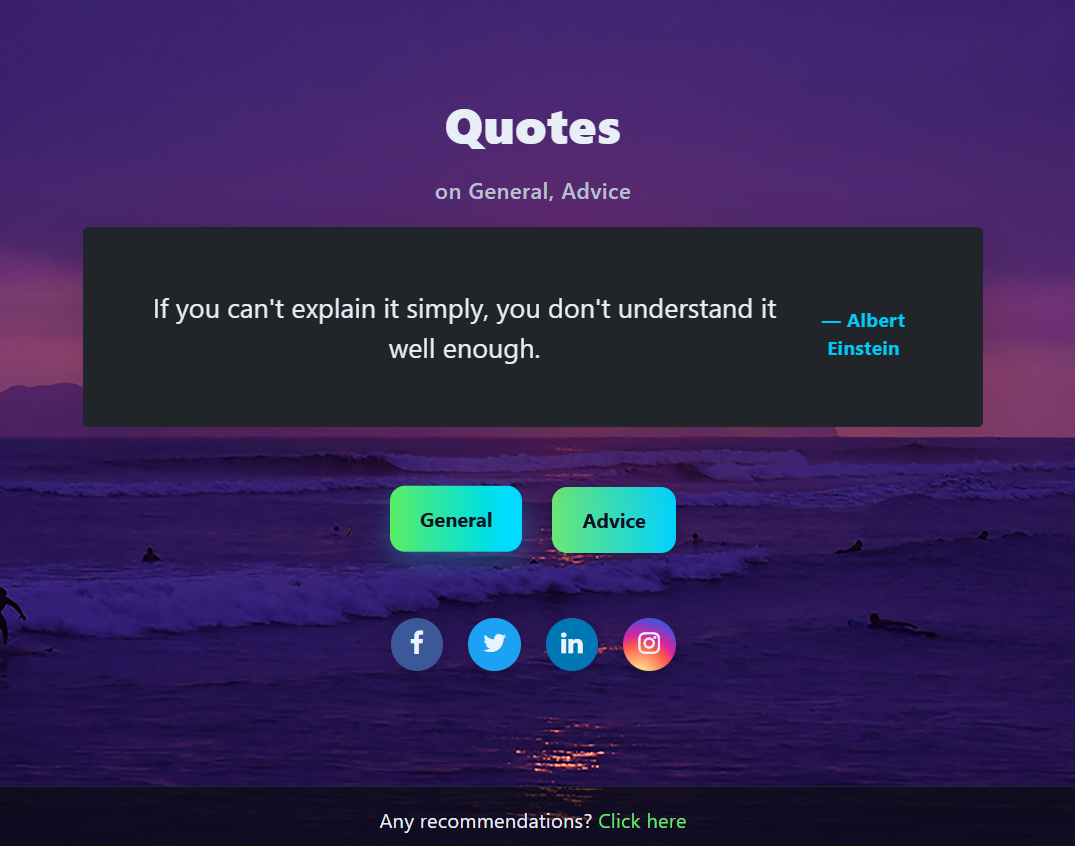 Quotes
on General, Advice
If you can't explain it simply, you don't understand it
well enough.
— Albert
Einstein
General
Advice
f
in
Any recommendations? Click here